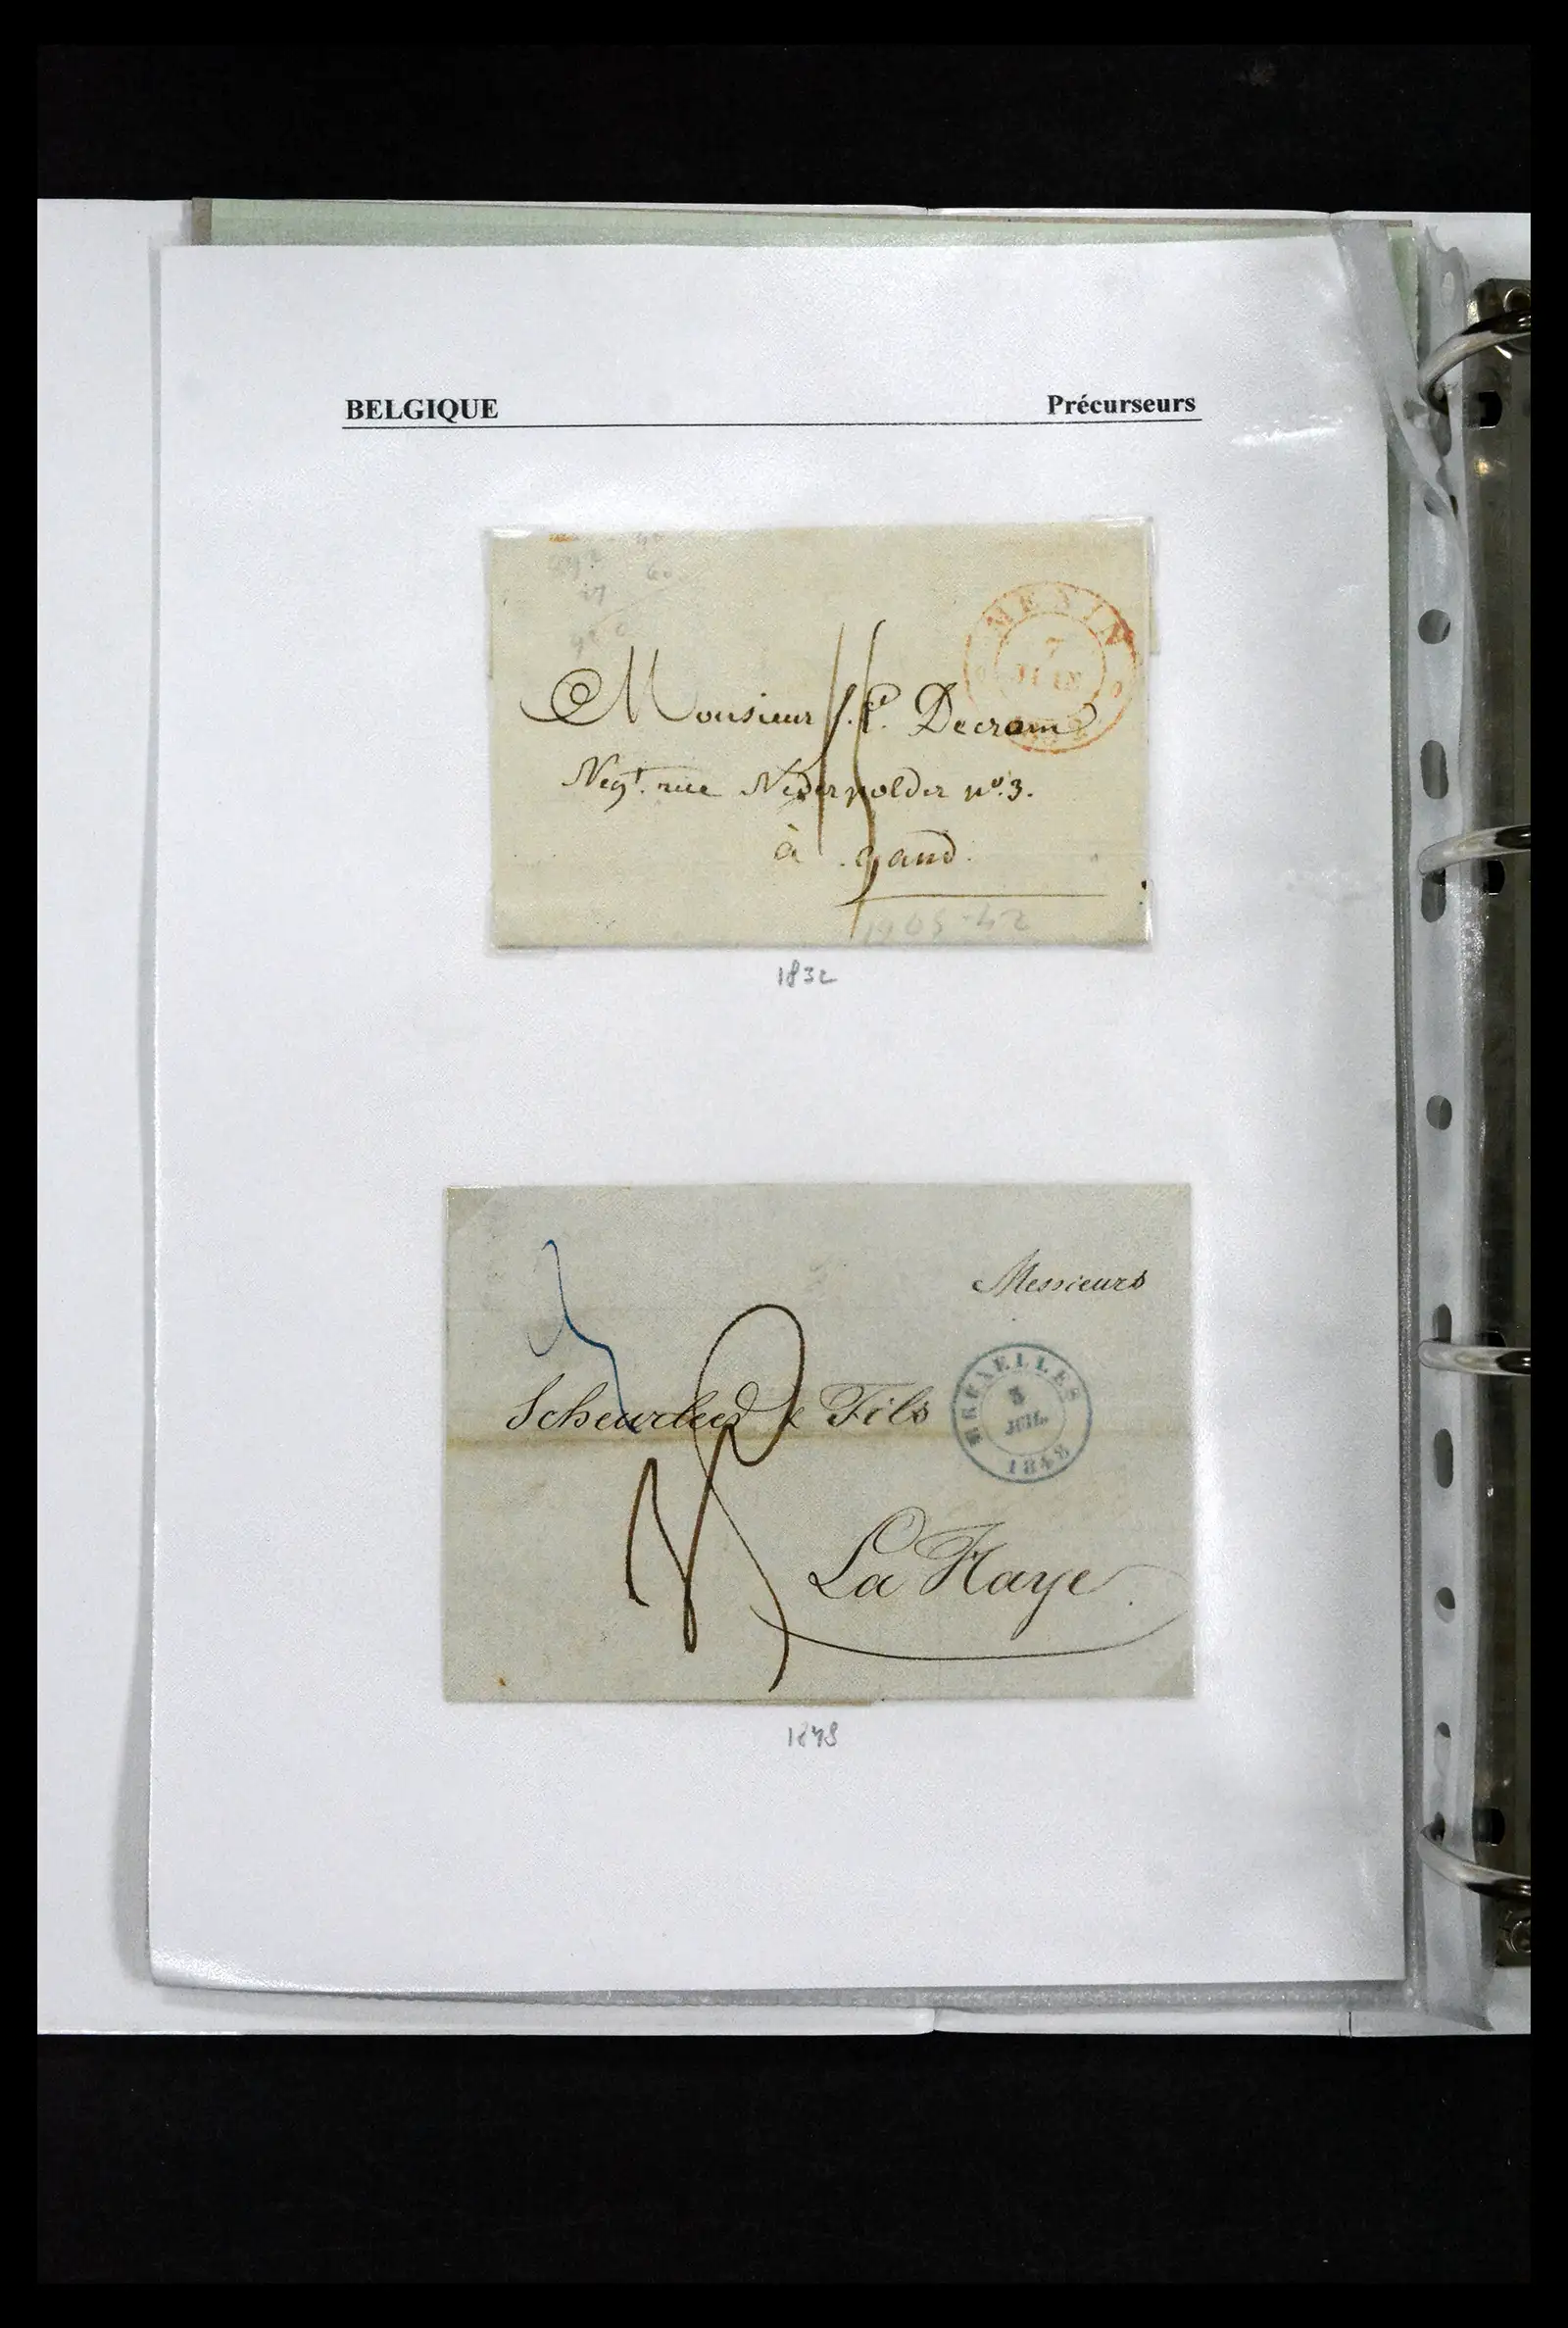 BELGIQUE Précurseurs
MENIN
7
JUIN
Monsieur J. P. Decram
Negt. rue Nederpolder no. 3.
à gand.
1832
Messieurs
Scheurleer & Fils
BRUXELLES
3
JUIL.
1848
La Haye
1848